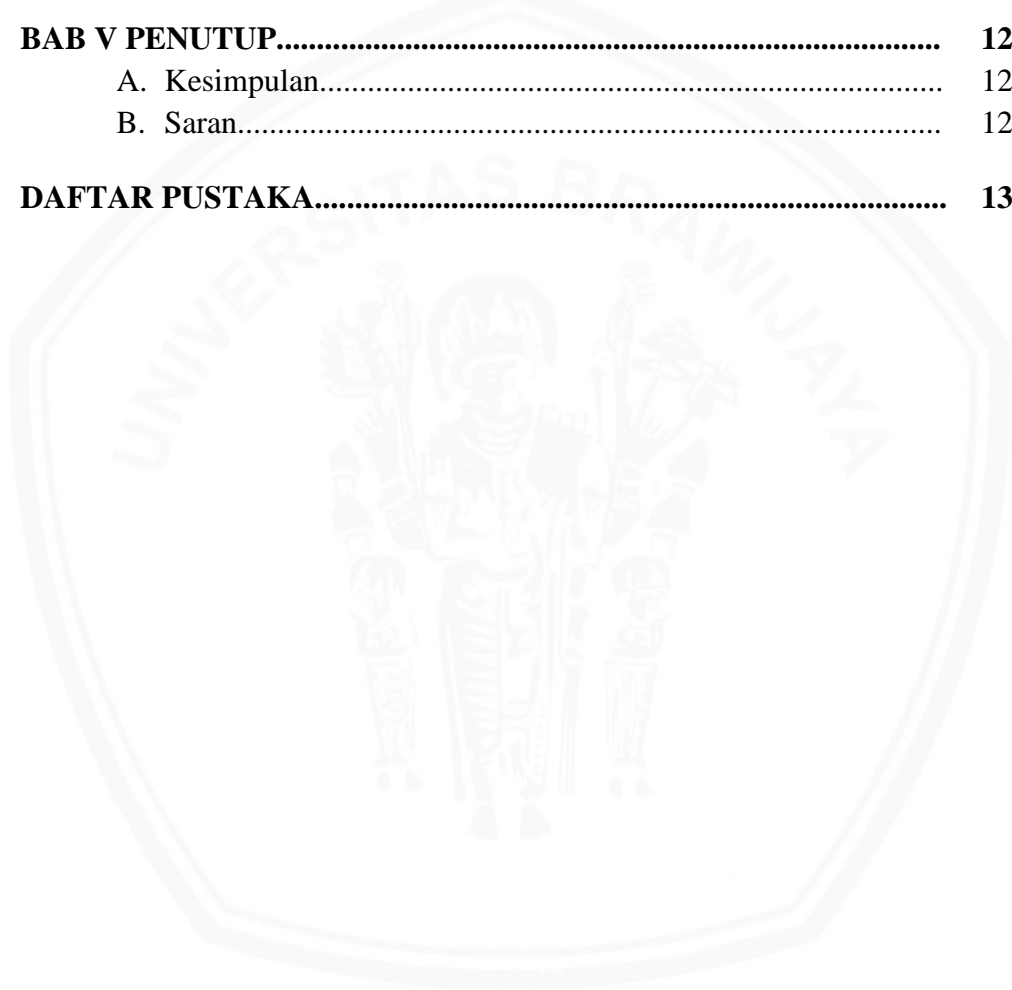 BAB V PENUTUP.................................................................................. 12
A. Kesimpulan.............................................................................. 12
B. Saran........................................................................................ 12
DAFTAR PUSTAKA.............................................................................. 13
UNIVERSITAS BRAWIJAYA